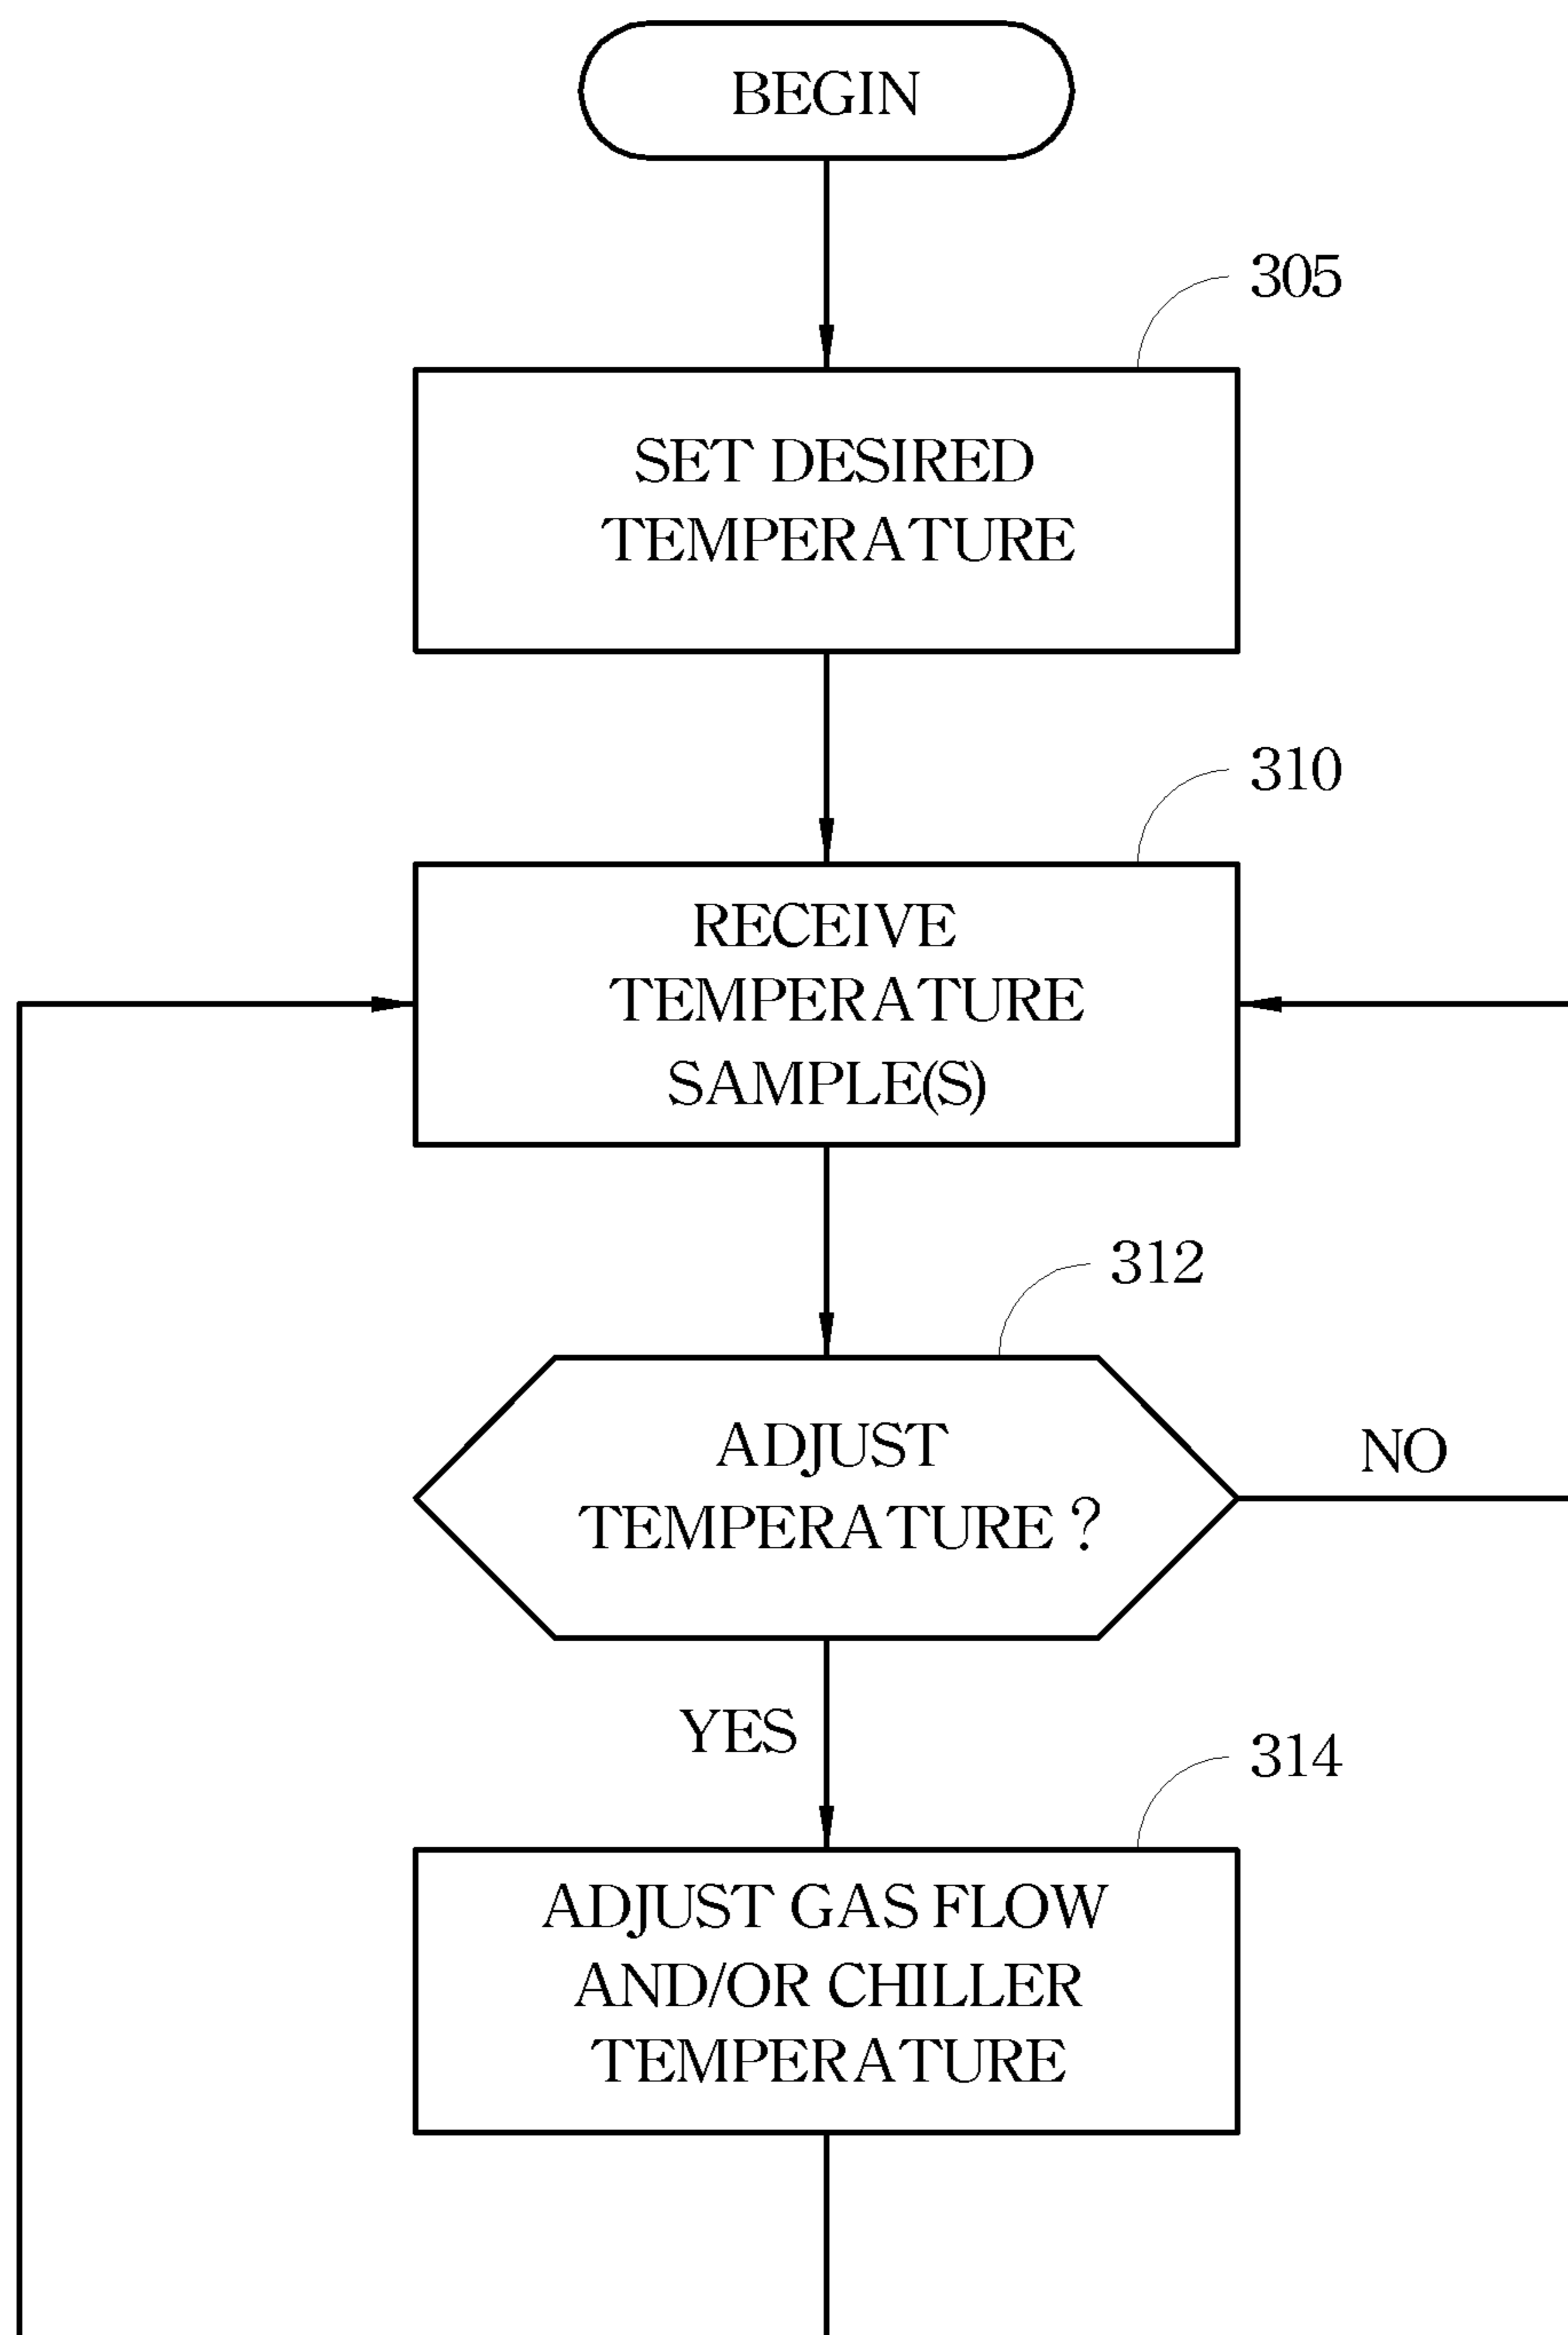 BEGIN
305
SET DESIRED
TEMPERATURE
310
RECEIVE
TEMPERATURE
SAMPLE(S)
312
ADJUST
TEMPERATURE ?
NO
YES
314
ADJUST GAS FLOW
AND/OR CHILLER
TEMPERATURE